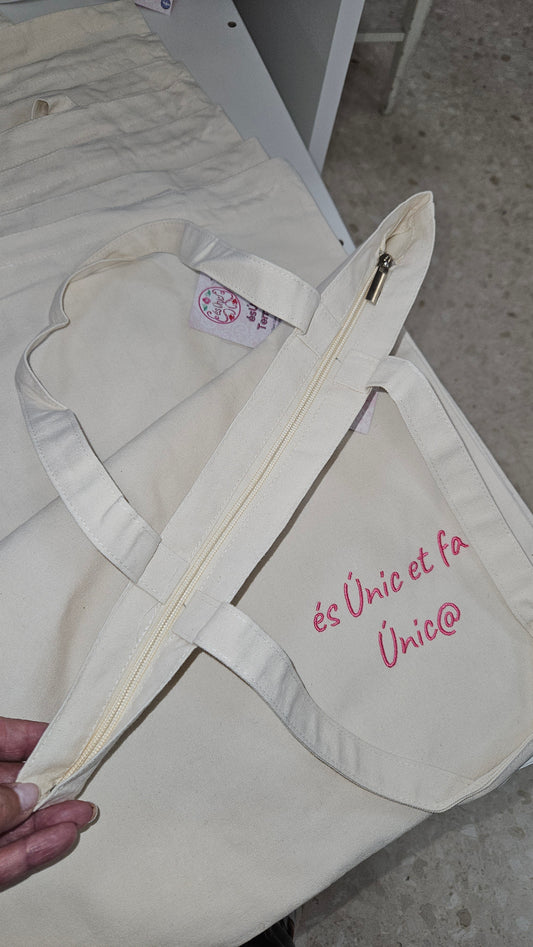 és Únic et fa
Únic@